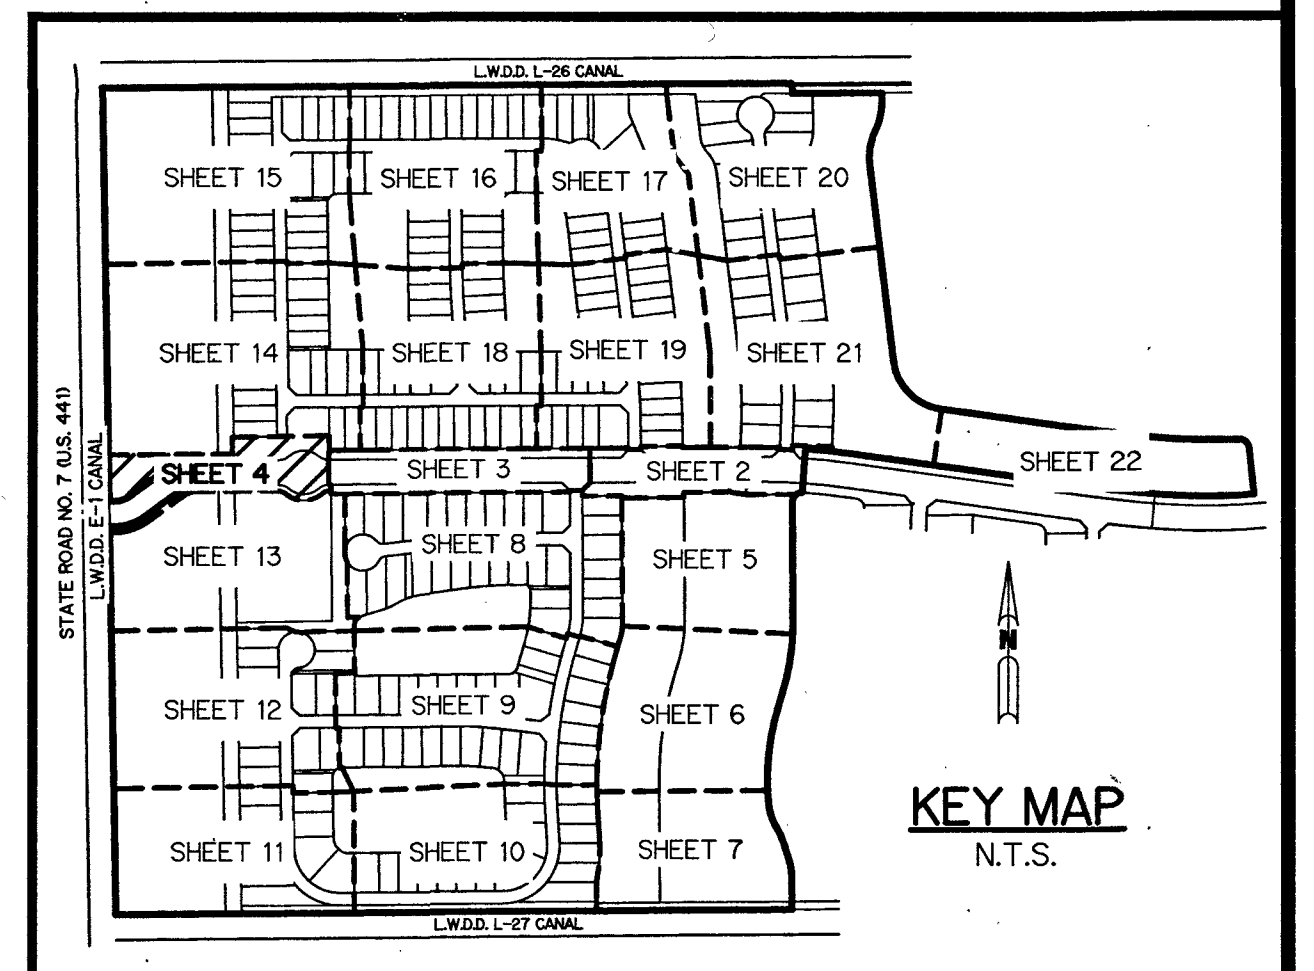 L.W.D.D. L-26 CANAL
SHEET 15
SHEET 16
SHEET 17
SHEET 20
SHEET 14
SHEET 18
SHEET 19
SHEET 21
STATE ROAD NO. 7 (U.S. 441)
L.W.D.D. E-1 CANAL
SHEET 4
SHEET 3
SHEET 2
SHEET 22
SHEET 13
SHEET 8
SHEET 5
N
SHEET 12
SHEET 9
SHEET 6
KEY MAP
N.T.S.
SHEET 11
SHEET 10
SHEET 7
L.W.D.D. L-27 CANAL